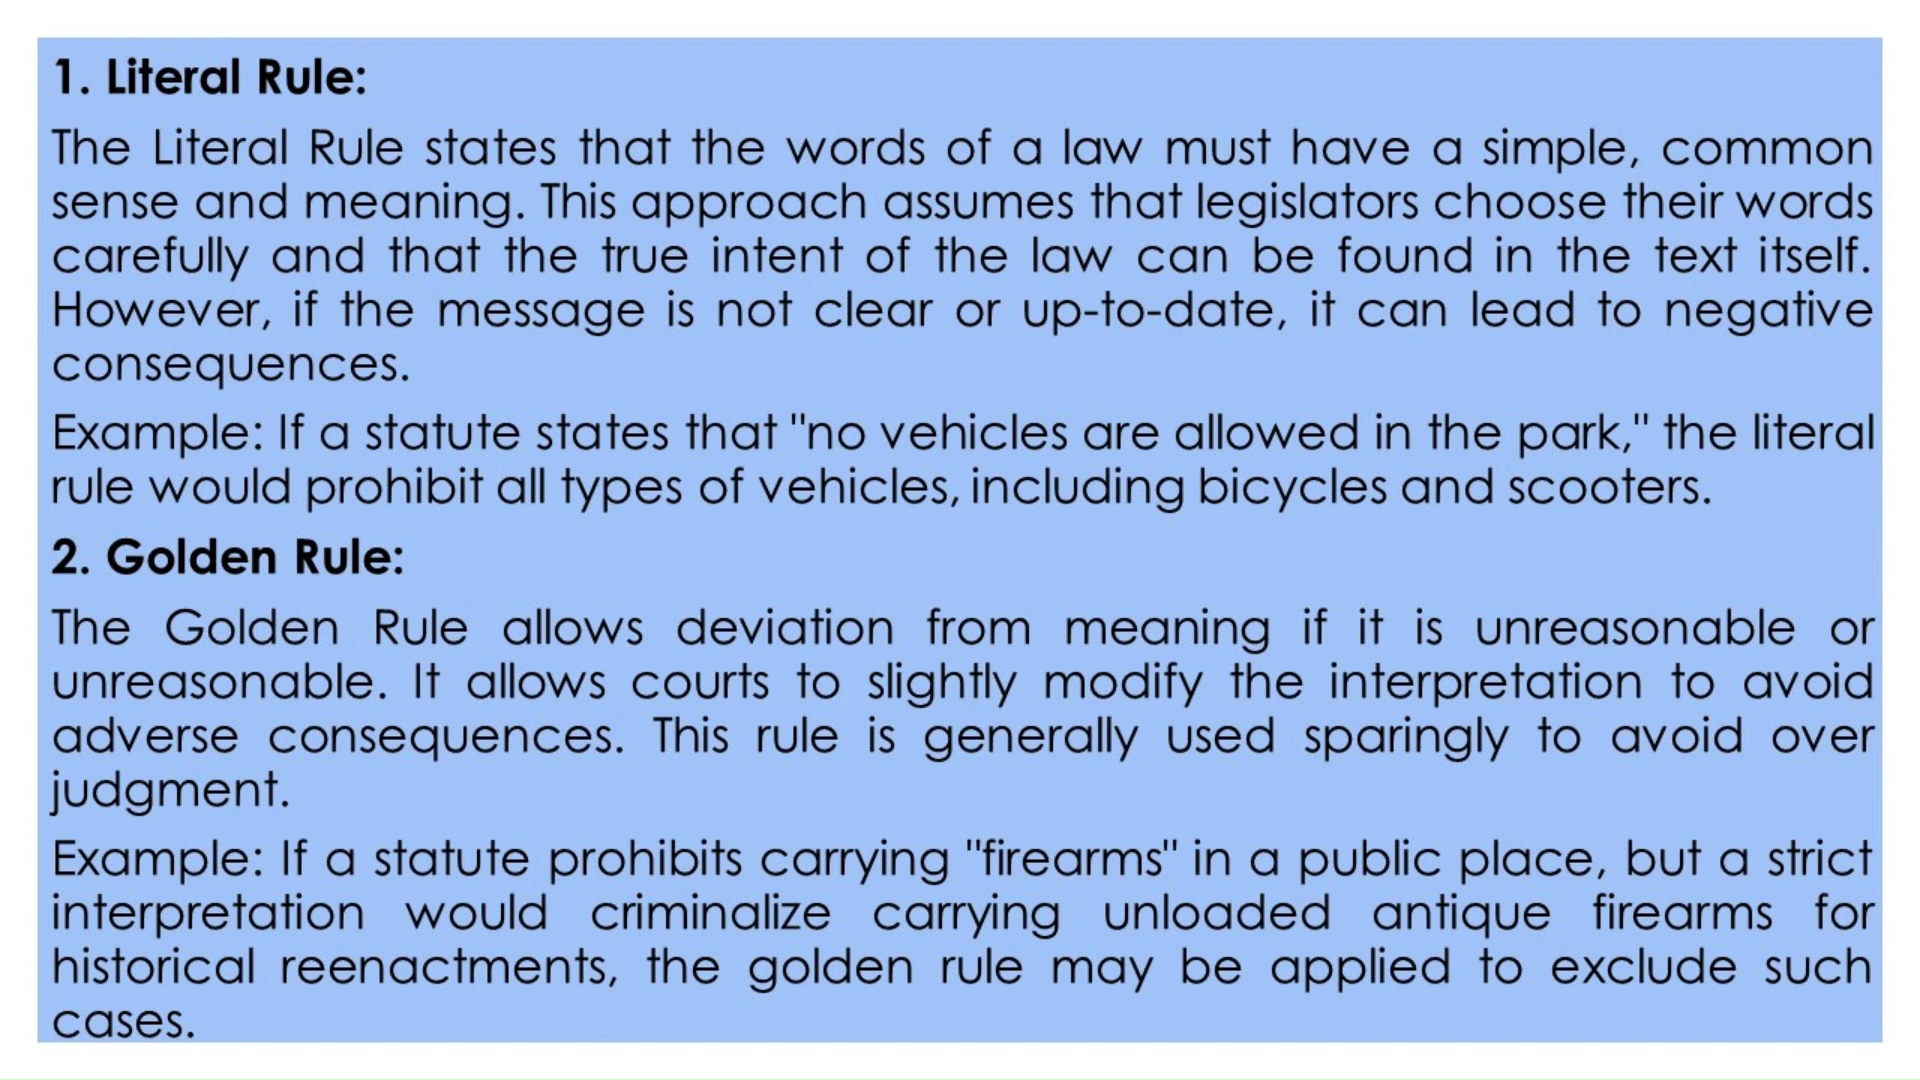 1. Literal Rule:
The Literal Rule states that the words of a law must have a simple, common
sense and meaning. This approach assumes that legislators choose their words
carefully and that the true intent of the law can be found in the text itself.
However, if the message is not clear or up-to-date, it can lead to negative
consequences.
Example: If a statute states that "no vehicles are allowed in the park," the literal
rule would prohibit all types of vehicles, including bicycles and scooters.
2. Golden Rule:
The Golden Rule allows deviation from meaning if it is unreasonable or
unreasonable. It allows courts to slightly modify the interpretation to avoid
adverse consequences. This rule is generally used sparingly to avoid over
judgment.
Example: If a statute prohibits carrying "firearms" in a public place, but a strict
interpretation would criminalize carrying unloaded antique firearms for
historical reenactments, the golden rule may be applied to exclude such
cases.